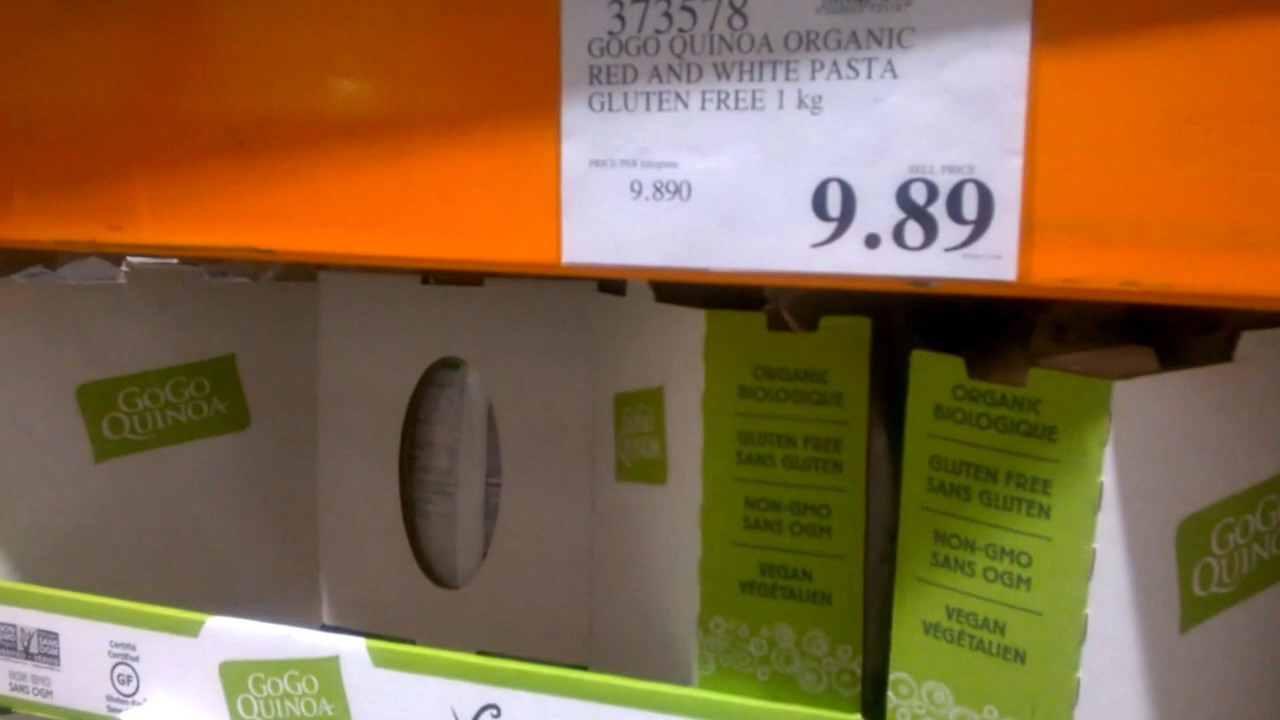 373578
GOGO QUINOA ORGANIC
RED AND WHITE PASTA
GLUTEN FREE 1 kg
PRICE PER kilogram
SELL PRICE
9.890
9.89
GOGO
QUINOA
GOGO
QUINOA
ORGANIC
BIOLOGIQUE
GLUTEN FREE
SANS GLUTEN
NON-GMO
SANS OGM
VEGAN
VÉGÉTALIEN
ORGANIC
BIOLOGIQUE
GLUTEN FREE
SANS GLUTEN
NON-GMO
SANS OGM
VEGAN
VÉGÉTALIEN
GOGO
QUINOA
NON-GMO
SANS OGM
Certifié
Certified
GF
GOGO
QUINOA